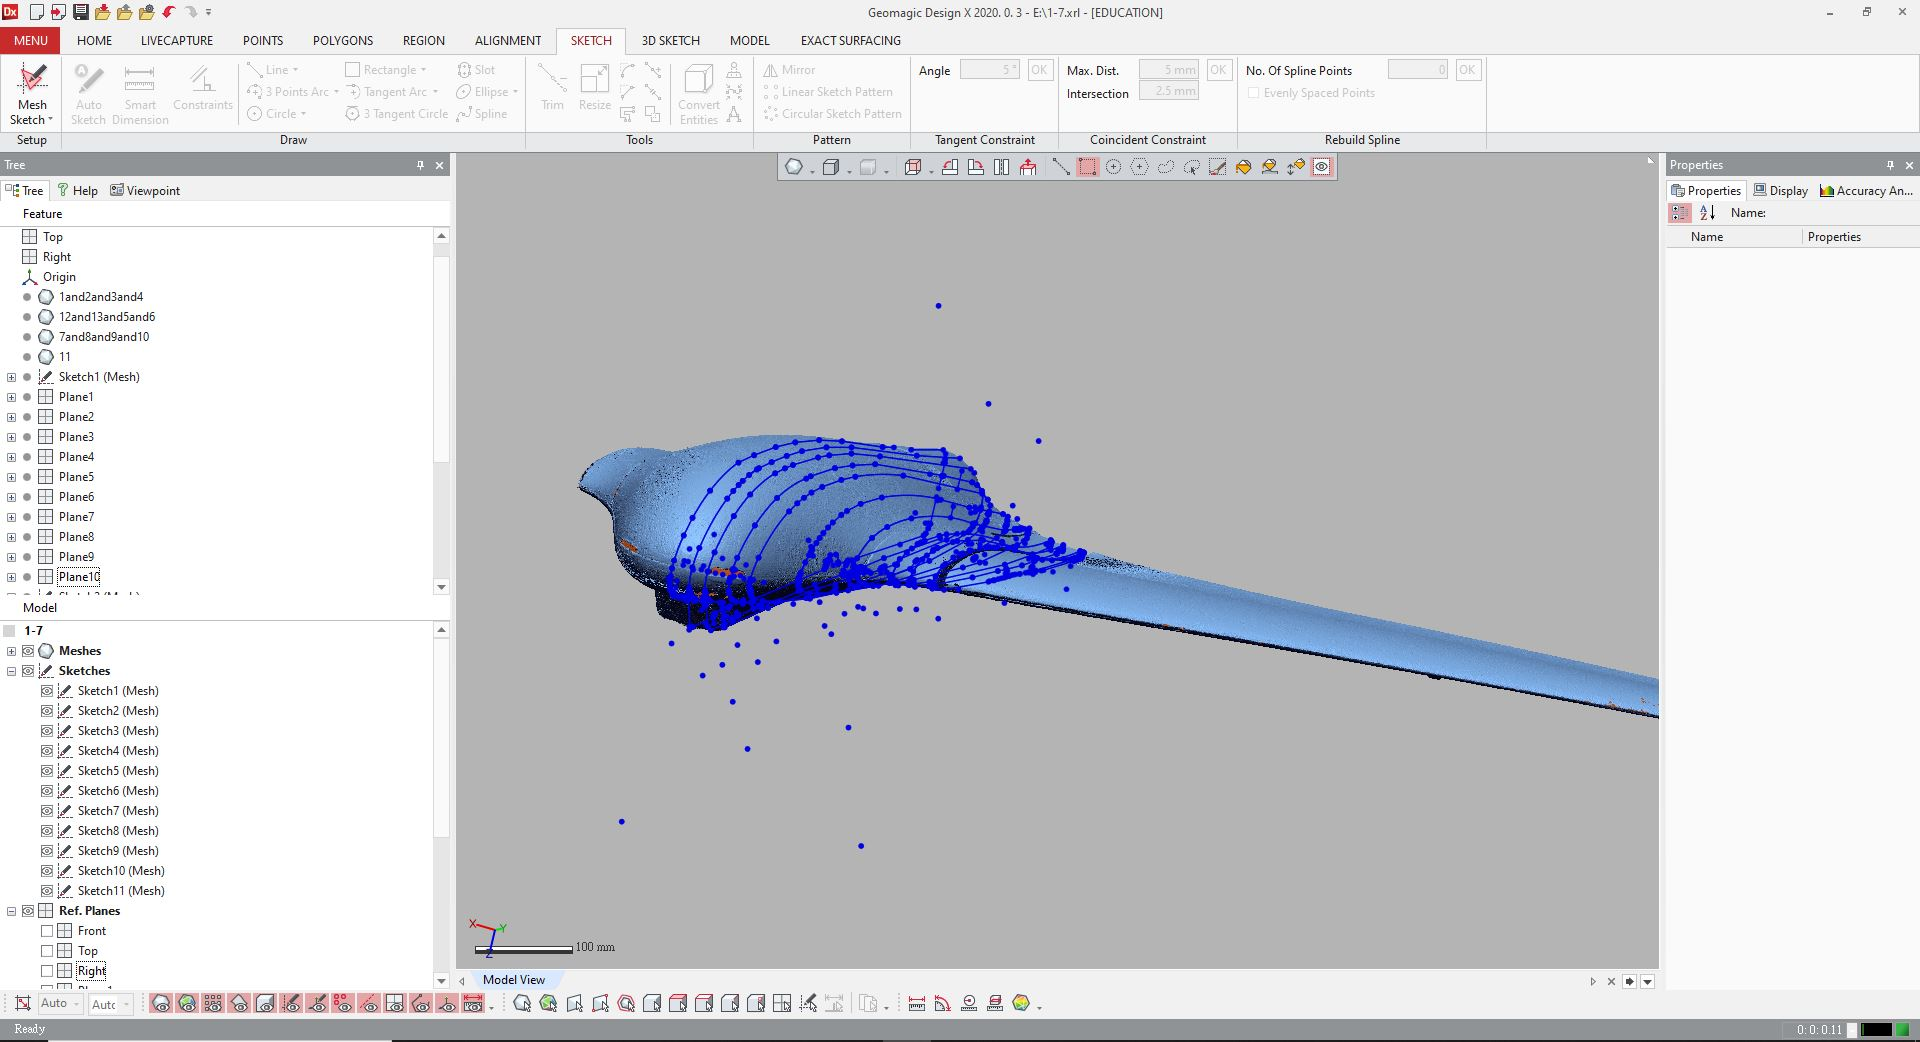 Dx
Geomagic Design X 2020. 0. 3 - E:\1-7.xrl - [EDUCATION]
MENU HOME LIVECAPTURE POINTS POLYGONS REGION ALIGNMENT SKETCH 3D SKETCH MODEL EXACT SURFACING
Mesh Sketch
Auto Sketch
Smart Dimension
Constraints
Line
3 Points Arc
Circle
Rectangle
Tangent Arc
3 Tangent Circle
Slot
Ellipse
Spline
Trim
Resize
Convert Entities
Mirror
Linear Sketch Pattern
Circular Sketch Pattern
Angle 5 ° OK
Max. Dist. 5 mm OK
Intersection 2.5 mm
No. Of Spline Points 0 OK
Evenly Spaced Points
Setup Draw Tools Pattern Tangent Constraint Coincident Constraint Rebuild Spline
Tree
Tree Help Viewpoint
Feature
Top
Right
Origin
1and2and3and4
12and13and5and6
7and8and9and10
11
Sketch1 (Mesh)
Plane1
Plane2
Plane3
Plane4
Plane5
Plane6
Plane7
Plane8
Plane9
Plane10
Model
1-7
Meshes
Sketches
Sketch1 (Mesh)
Sketch2 (Mesh)
Sketch3 (Mesh)
Sketch4 (Mesh)
Sketch5 (Mesh)
Sketch6 (Mesh)
Sketch7 (Mesh)
Sketch8 (Mesh)
Sketch9 (Mesh)
Sketch10 (Mesh)
Sketch11 (Mesh)
Ref. Planes
Front
Top
Right
X Y
Z
100 mm
Model View
Properties
Properties Display Accuracy An...
Name:
Name Properties
Auto Auto
Ready
0: 0: 0.11